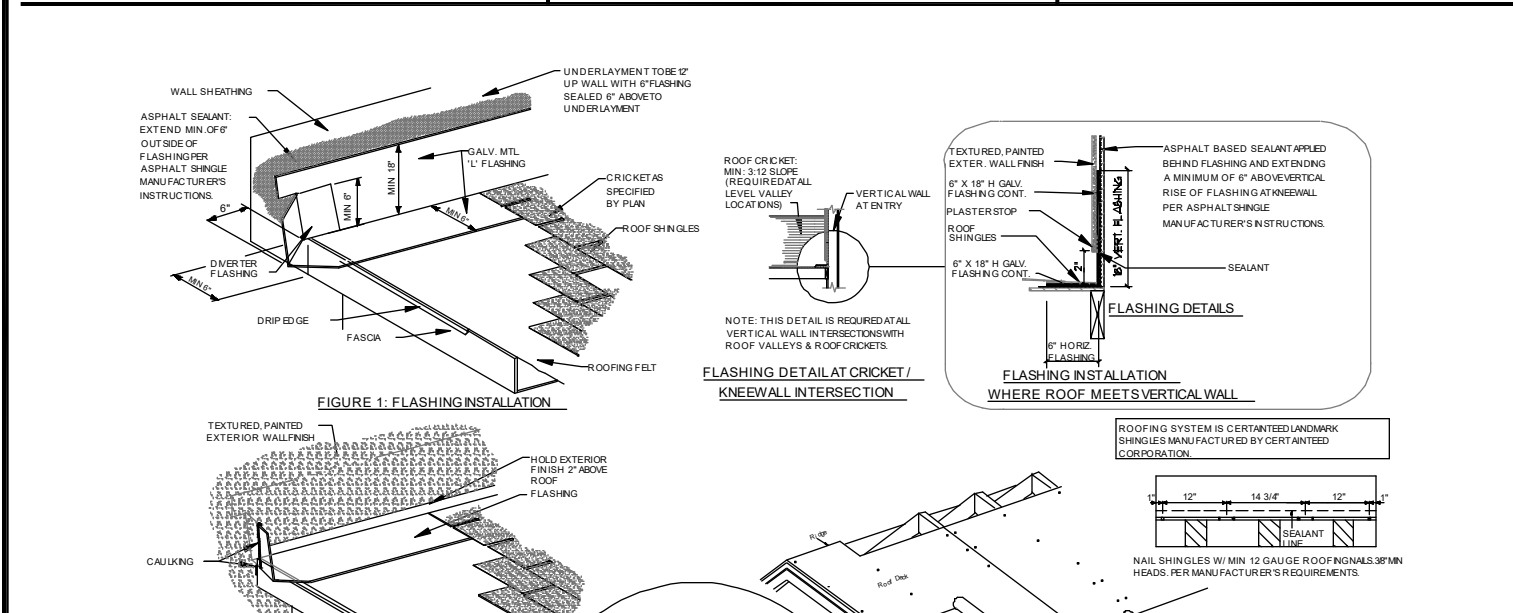 UNDERLAYMENT TO BE 12"
UP WALL WITH 6" FLASHING
SEALED 6" ABOVE TO
UNDERLAYMENT
WALL SHEATHING
ASPHALT SEALANT:
EXTEND MIN. OF 6"
OUTSIDE OF
FLASHING PER
ASPHALT SHINGLE
MANUFACTURER'S
INSTRUCTIONS.
6"
MIN 18"
GALV. MTL
'L' FLASHING
MIN 6"
MIN 6"
CRICKET AS
SPECIFIED
BY PLAN
ROOF SHINGLES
DIVERTER
FLASHING
MIN 6"
DRIP EDGE
FASCIA
ROOFING FELT
FIGURE 1: FLASHING INSTALLATION
ROOF CRICKET:
MIN: 3:12 SLOPE
(REQUIRED AT ALL
LEVEL VALLEY
LOCATIONS)
VERTICAL WALL
AT ENTRY
NOTE: THIS DETAIL IS REQUIRED AT ALL
VERTICAL WALL INTERSECTIONS WITH
ROOF VALLEYS & ROOF CRICKETS.
FLASHING DETAIL AT CRICKET /
KNEEWALL INTERSECTION
TEXTURED, PAINTED
EXTER. WALL FINISH
6" X 18" H GALV.
FLASHING CONT.
PLASTER STOP
ROOF
SHINGLES
6" X 18" H GALV.
FLASHING CONT.
2"
18" VERT. FLASHING
ASPHALT BASED SEALANT APPLIED
BEHIND FLASHING AND EXTENDING
A MINIMUM OF 6" ABOVE VERTICAL
RISE OF FLASHING AT KNEEWALL
PER ASPHALT SHINGLE
MANUFACTURER'S INSTRUCTIONS.
SEALANT
FLASHING DETAILS
6" HORIZ.
FLASHING
FLASHING INSTALLATION
WHERE ROOF MEETS VERTICAL WALL
ROOFING SYSTEM IS CERTAINTEED LANDMARK
SHINGLES MANUFACTURED BY CERTAINTEED
CORPORATION.
1" 12" 14 3/4" 12" 1"
SEALANT
LINE
NAIL SHINGLES W/ MIN 12 GAUGE ROOFING NAILS. 3/8" MIN
HEADS. PER MANUFACTURER'S REQUIREMENTS.
TEXTURED, PAINTED
EXTERIOR WALL FINISH
HOLD EXTERIOR
FINISH 2" ABOVE
ROOF
FLASHING
CAULKING
Ridge
Roof Deck